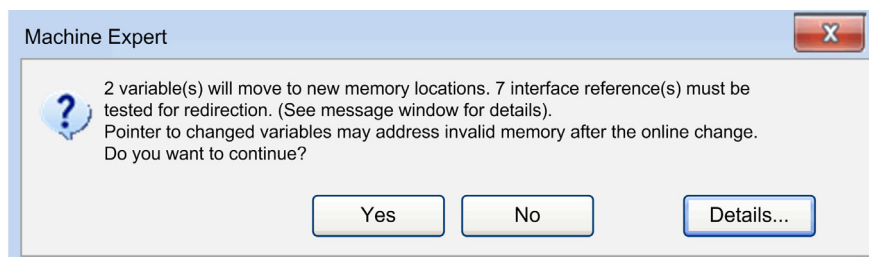 Machine Expert
X
2 variable(s) will move to new memory locations. 7 interface reference(s) must be
tested for redirection. (See message window for details).
Pointer to changed variables may address invalid memory after the online change.
Do you want to continue?
Yes
No
Details...